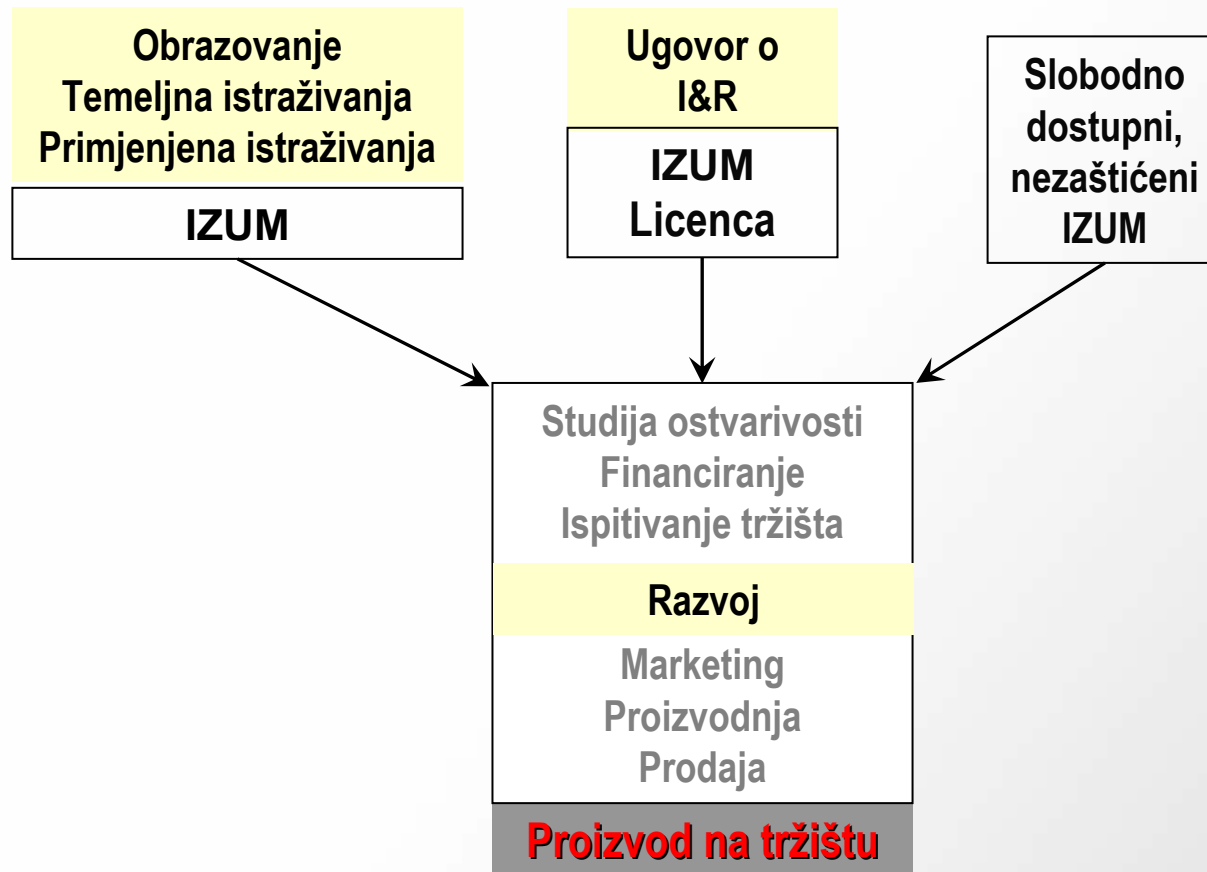 Obrazovanje
Temeljna istraživanja
Primjenjena istraživanja
IZUM
Ugovor o
I&R
IZUM
Licenca
Slobodno
dostupni,
nezaštićeni
IZUM
Studija ostvarivosti
Financiranje
Ispitivanje tržišta
Razvoj
Marketing
Proizvodnja
Prodaja
Proizvod na tržištu